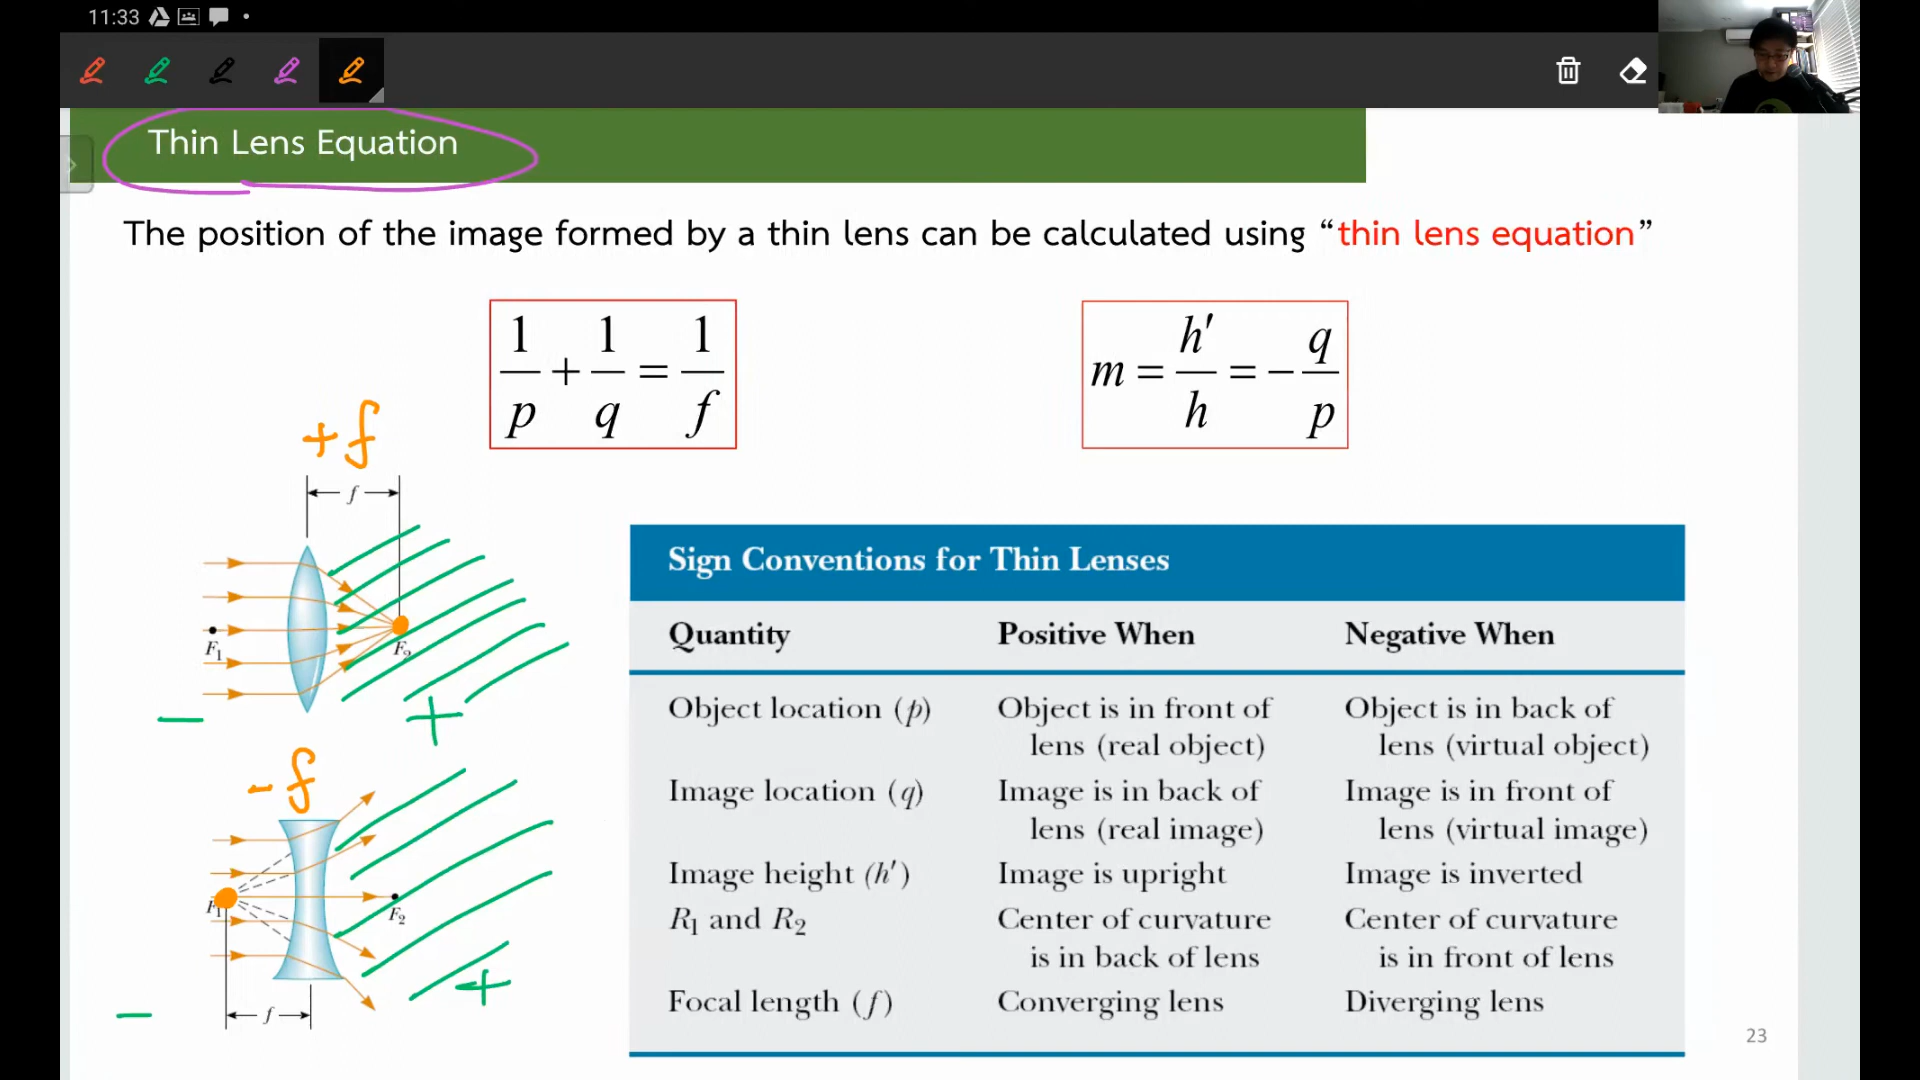 11:33
Thin Lens Equation
The position of the image formed by a thin lens can be calculated using “thin lens equation”
1/p + 1/q = 1/f
m = h′/h = − q/p
+f
f
F₁
F₂
−
+
-f
F₁
F₂
+
−
f
Sign Conventions for Thin Lenses
Quantity Positive When Negative When
Object location (p) Object is in front of Object is in back of
lens (real object) lens (virtual object)
Image location (q) Image is in back of Image is in front of
lens (real image) lens (virtual image)
Image height (h′) Image is upright Image is inverted
R₁ and R₂ Center of curvature Center of curvature
is in back of lens is in front of lens
Focal length (f) Converging lens Diverging lens
23